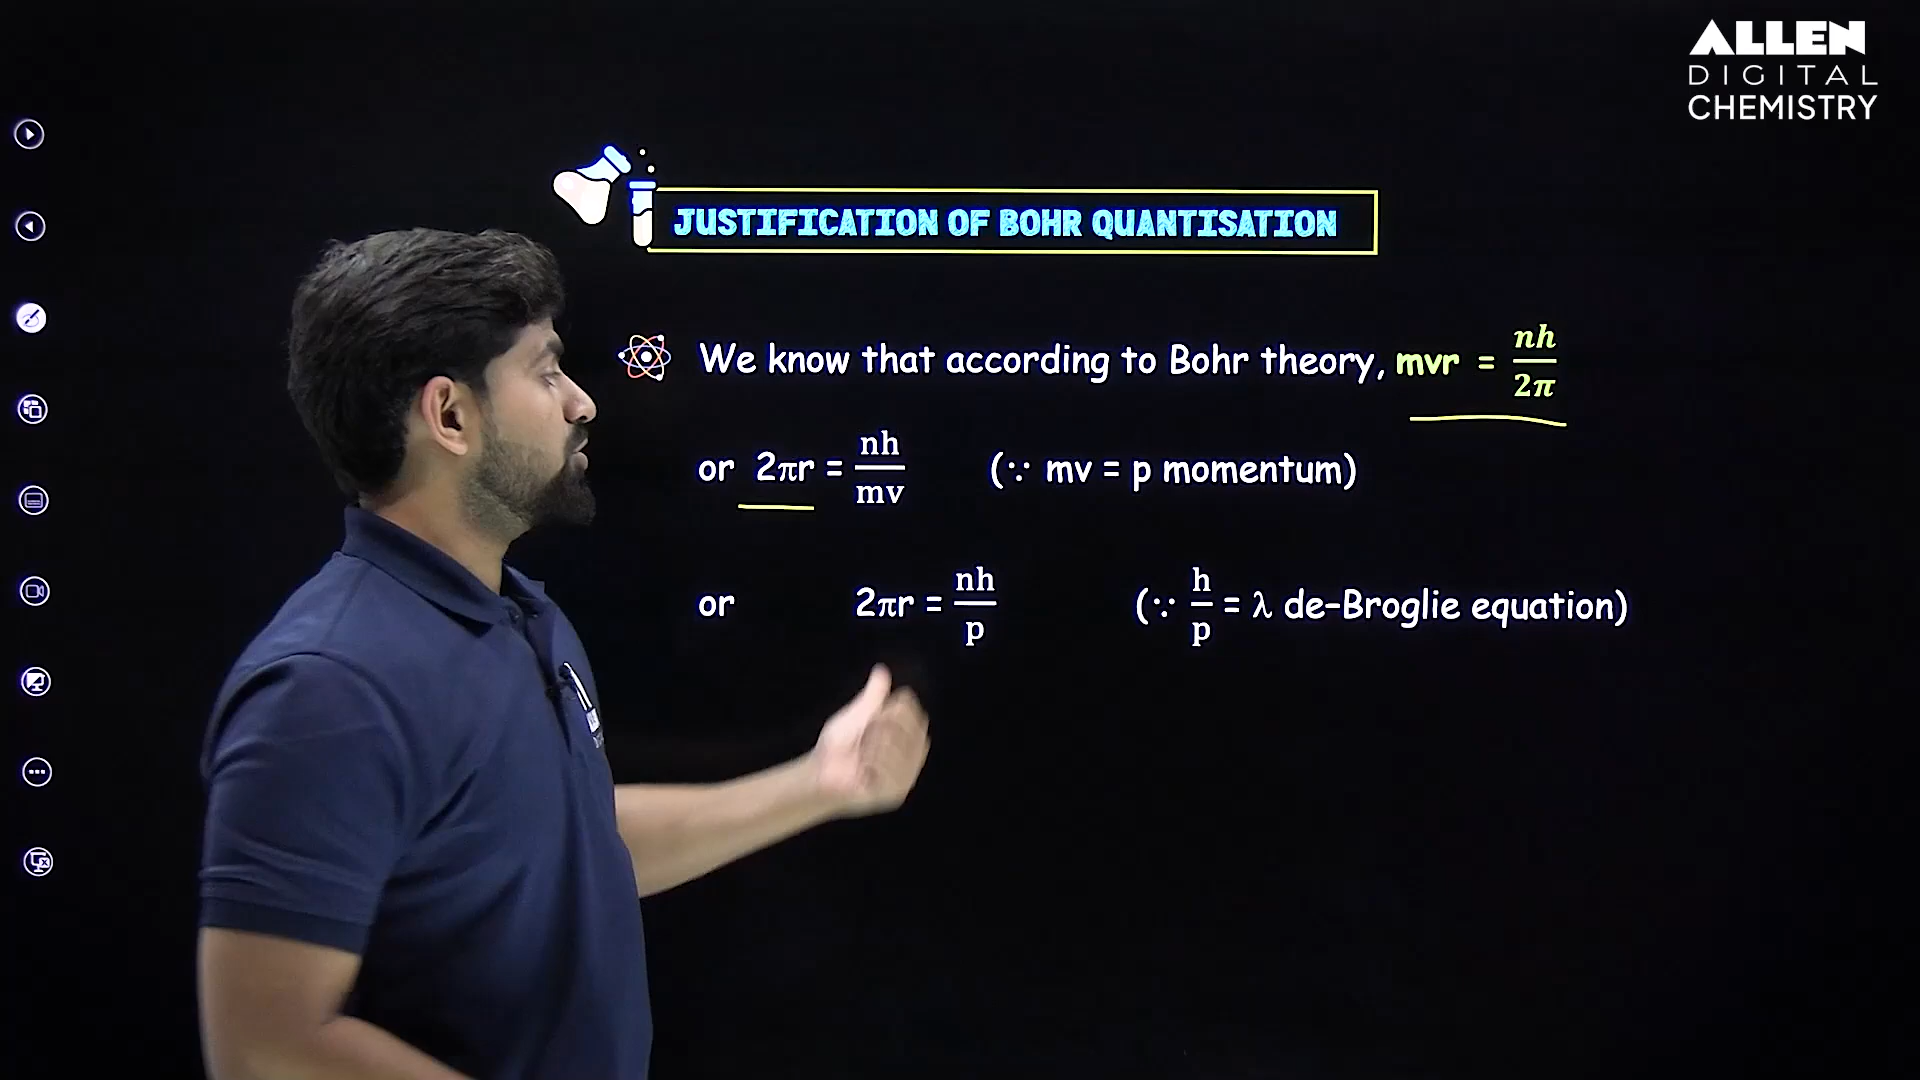 ALLEN
DIGITAL
CHEMISTRY
JUSTIFICATION OF BOHR QUANTISATION
We know that according to Bohr theory, mvr = nh/2π
or 2πr = nh/mv (∵ mv = p momentum)
or 2πr = nh/p (∵ h/p = λ de-Broglie equation)